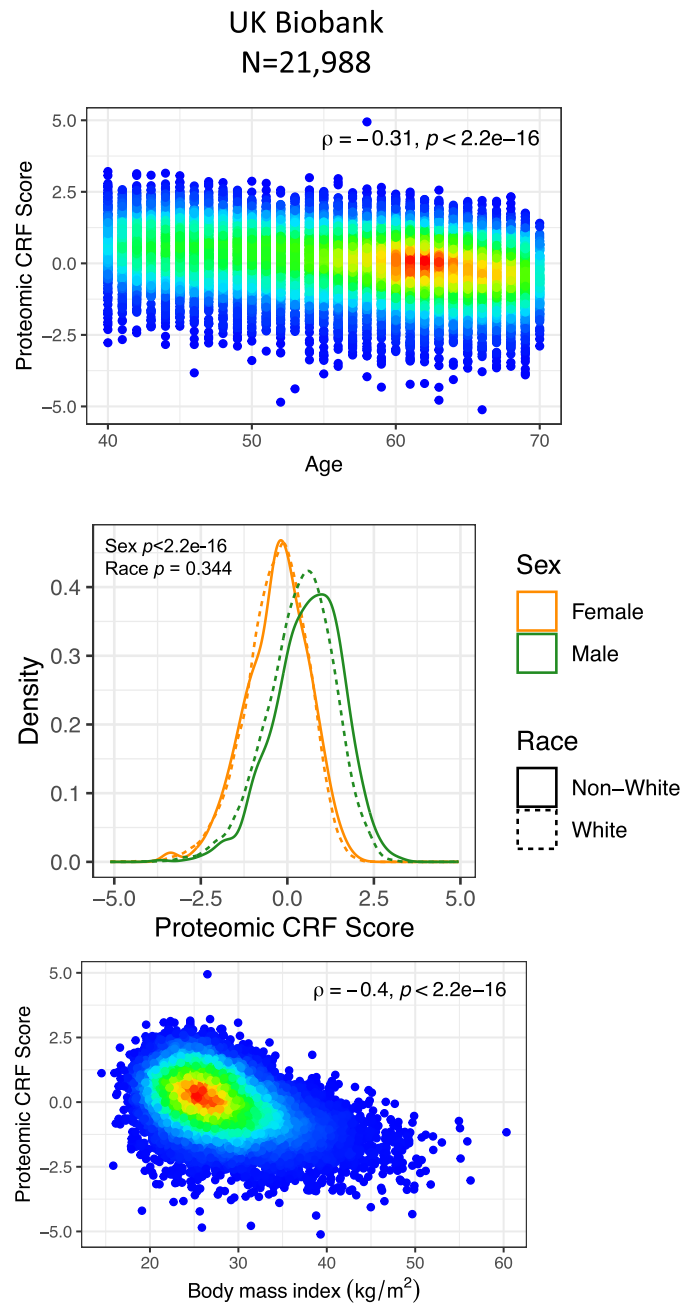 UK Biobank
N=21,988
5.0
2.5
0.0
−2.5
−5.0
Proteomic CRF Score
ρ = −0.31, p < 2.2e−16
40
50
60
70
Age
Sex p<2.2e-16
Race p = 0.344
0.4
0.3
0.2
0.1
0.0
Density
−5.0
−2.5
0.0
2.5
5.0
Proteomic CRF Score
Sex
Female
Male
Race
Non−White
White
5.0
2.5
0.0
−2.5
−5.0
Proteomic CRF Score
ρ = −0.4, p < 2.2e−16
20
30
40
50
60
Body mass index (kg/m²)